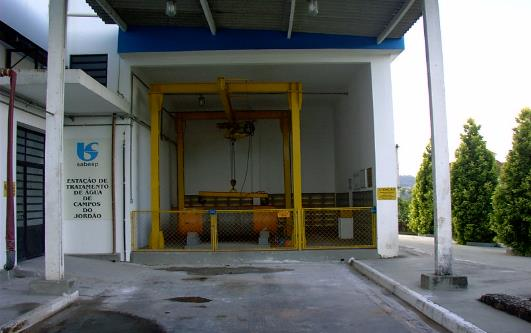 sabesp
ESTAÇÃO DE
TRATAMENTO
DE ÁGUA
DE
CAMPOS
DO
JORDÃO